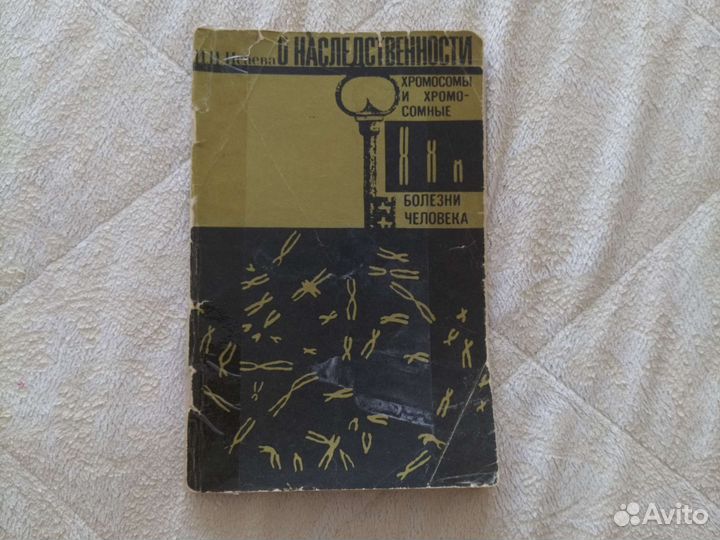 О НАСЛЕДСТВЕННОСТИ
ХРОМОСОМЫ
И ХРОМО-
СОМНЫЕ
БОЛЕЗНИ
ЧЕЛОВЕКА
Avito